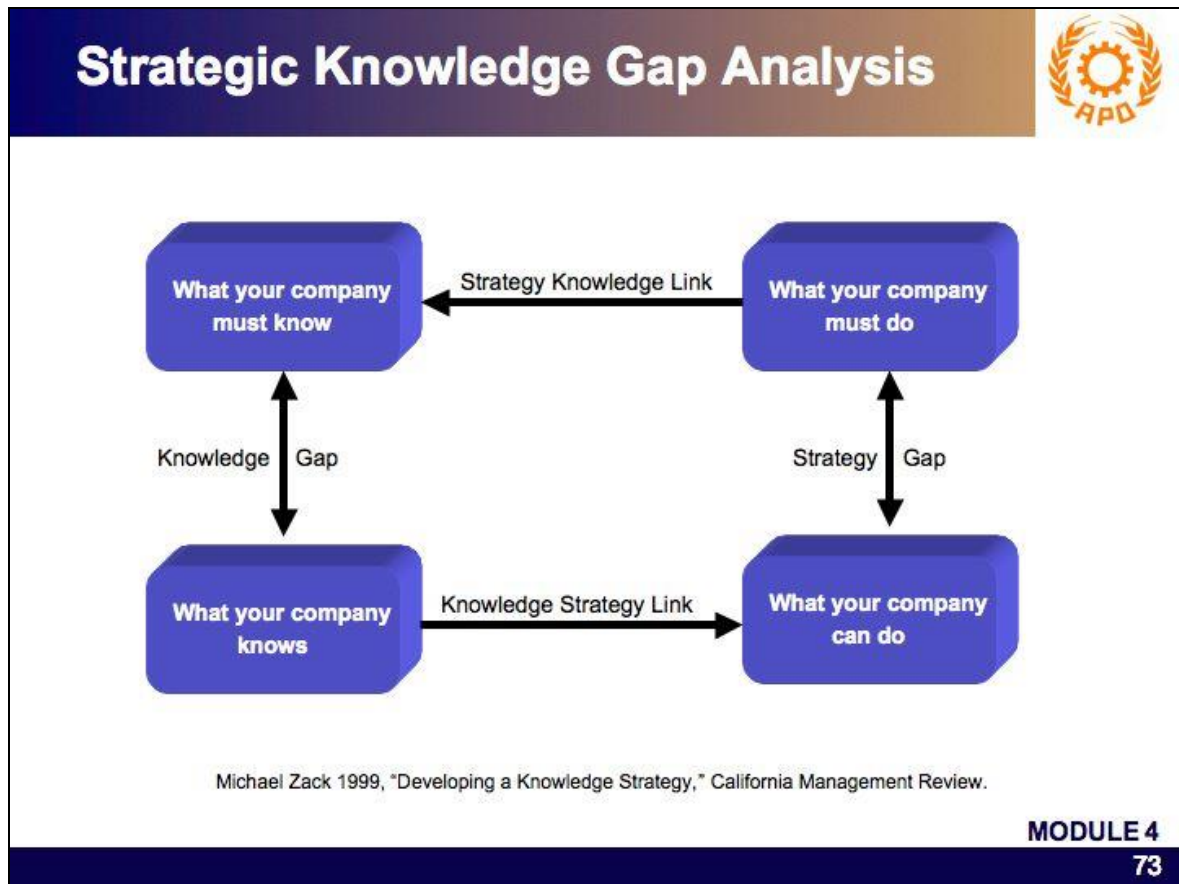 Strategic Knowledge Gap Analysis
APO
What your company
must know
Strategy Knowledge Link
What your company
must do
Knowledge Gap
Strategy Gap
What your company
knows
Knowledge Strategy Link
What your company
can do
Michael Zack 1999, "Developing a Knowledge Strategy," California Management Review.
MODULE 4
73